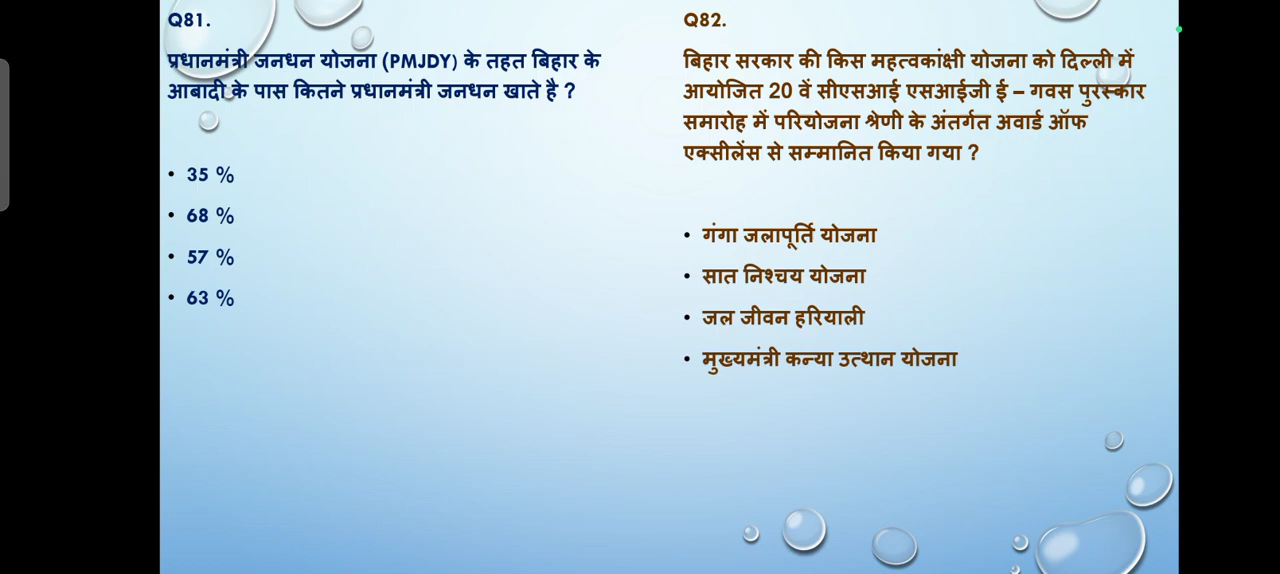 Q81.
प्रधानमंत्री जनधन योजना (PMJDY) के तहत बिहार के
आबादी के पास कितने प्रधानमंत्री जनधन खाते है ?
• 35 %
• 68 %
• 57 %
• 63 %
Q82.
बिहार सरकार की किस महत्वकांक्षी योजना को दिल्ली में
आयोजित 20 वें सीएसआई एसआईजी ई – गवस पुरस्कार
समारोह में परियोजना श्रेणी के अंतर्गत अवार्ड ऑफ
एक्सीलेंस से सम्मानित किया गया ?
• गंगा जलापूर्ति योजना
• सात निश्चय योजना
• जल जीवन हरियाली
• मुख्यमंत्री कन्या उत्थान योजना